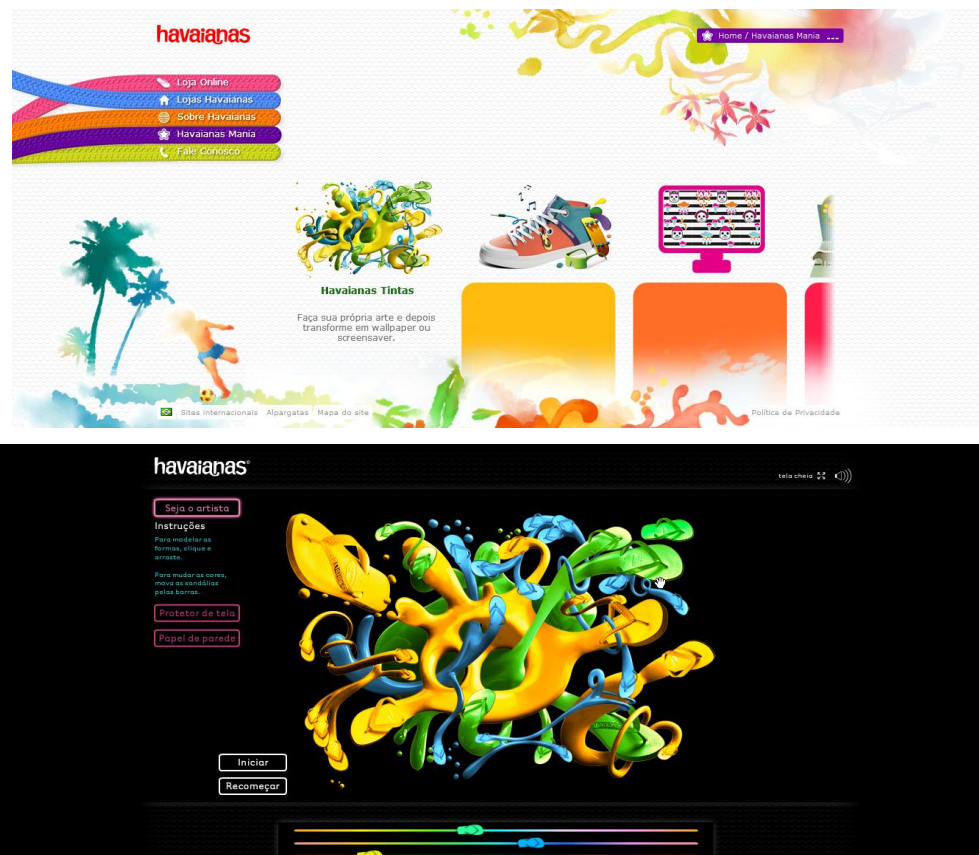 havaianas
Home / Havaianas Mania
Loja Online
Lojas Havaianas
Sobre Havaianas
Havaianas Mania
Fale Conosco
Havaianas Tintas
Faça sua própria arte e depois
transforme em wallpaper ou
screensaver.
Sites Internacionais Alpargatas Mapa do site
Política de Privacidade
havaianas®
tela cheia
Seja o artista
Instruções
Para modelar as
formas, clique e
arraste.
Para mudar as cores,
mova as sandálias
pelas barras.
Protetor de tela
Papel de parede
Iniciar
Recomeçar